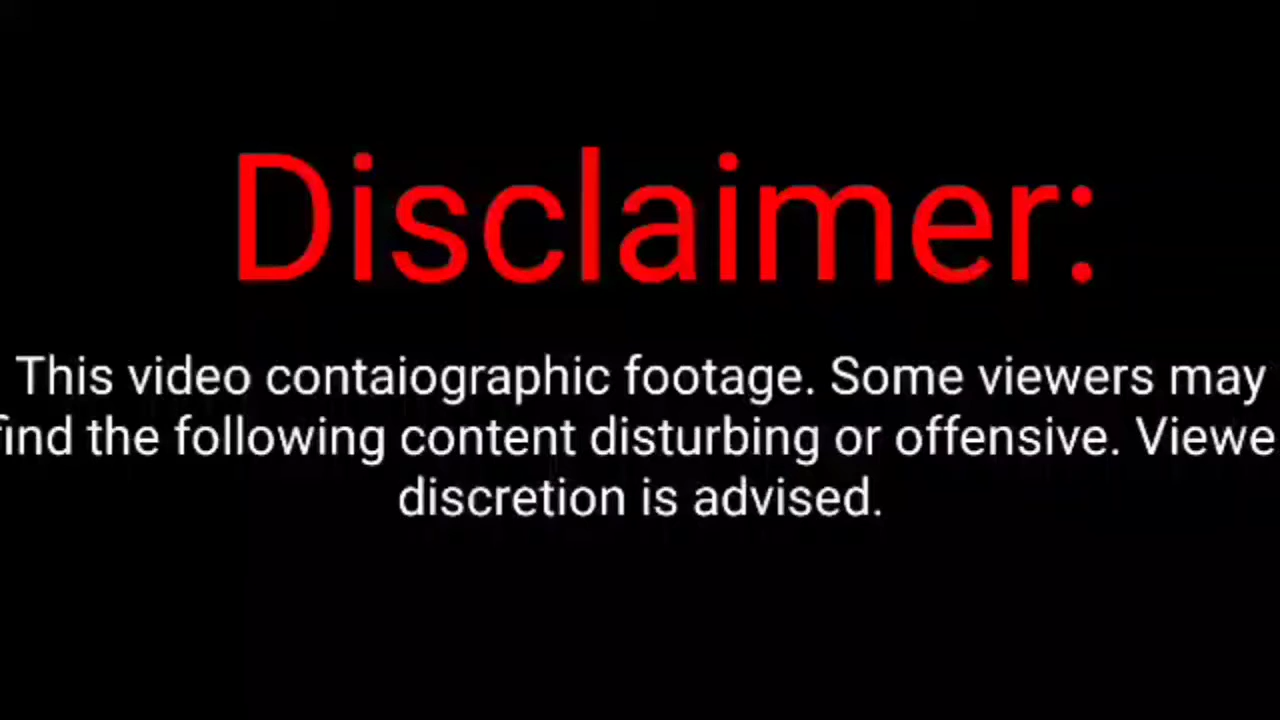 Disclaimer:
This video contaiographic footage. Some viewers may
find the following content disturbing or offensive. Viewe
discretion is advised.